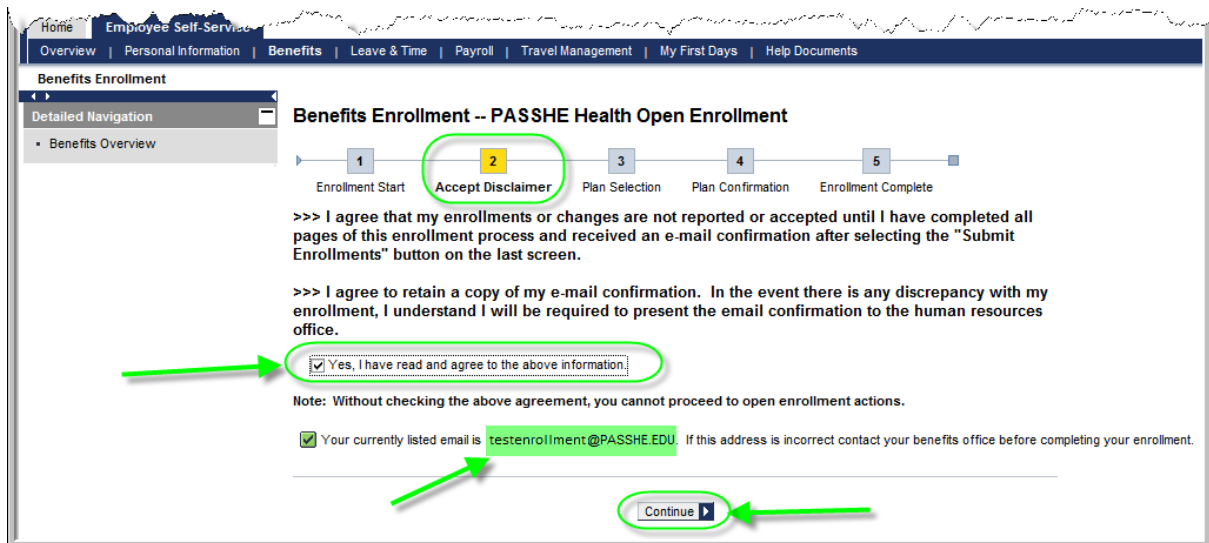 Home Employee Self-Service
Overview | Personal Information | Benefits | Leave & Time | Payroll | Travel Management | My First Days | Help Documents
Benefits Enrollment
Detailed Navigation
Benefits Overview
Benefits Enrollment -- PASSHE Health Open Enrollment
1 2 3 4 5
Enrollment Start Accept Disclaimer Plan Selection Plan Confirmation Enrollment Complete
>>> I agree that my enrollments or changes are not reported or accepted until I have completed all
pages of this enrollment process and received an e-mail confirmation after selecting the "Submit
Enrollments" button on the last screen.
>>> I agree to retain a copy of my e-mail confirmation. In the event there is any discrepancy with my
enrollment, I understand I will be required to present the email confirmation to the human resources
office.
Yes, I have read and agree to the above information.
Note: Without checking the above agreement, you cannot proceed to open enrollment actions.
Your currently listed email is testenrollment@PASSHE.EDU. If this address is incorrect contact your benefits office before completing your enrollment.
Continue